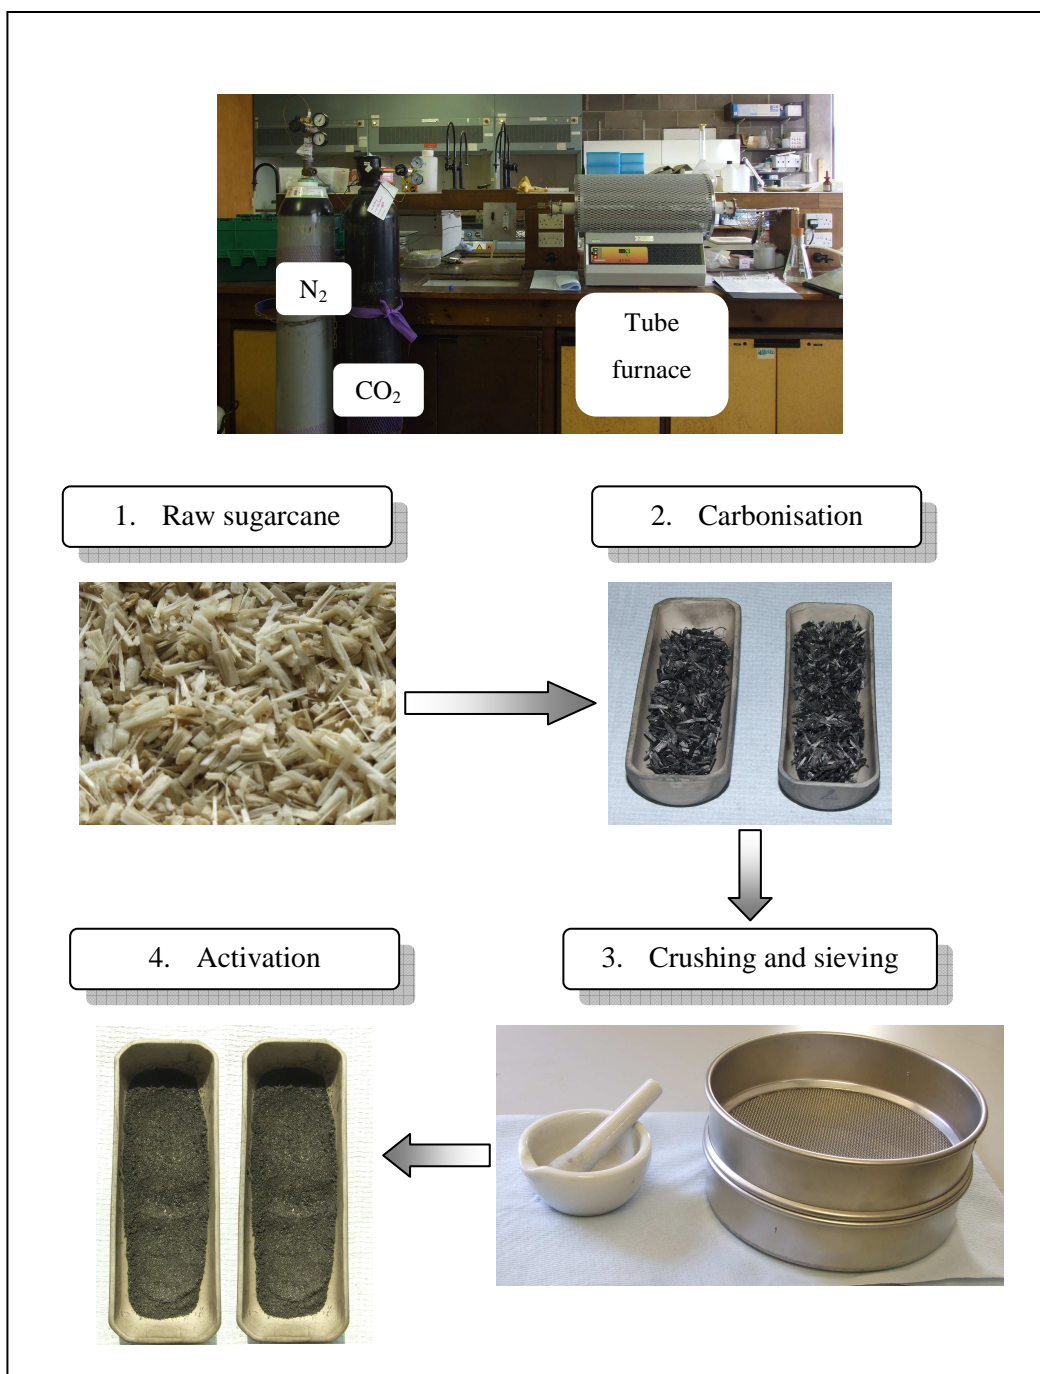 N₂
CO₂
Tube
furnace
1. Raw sugarcane
2. Carbonisation
4. Activation
3. Crushing and sieving